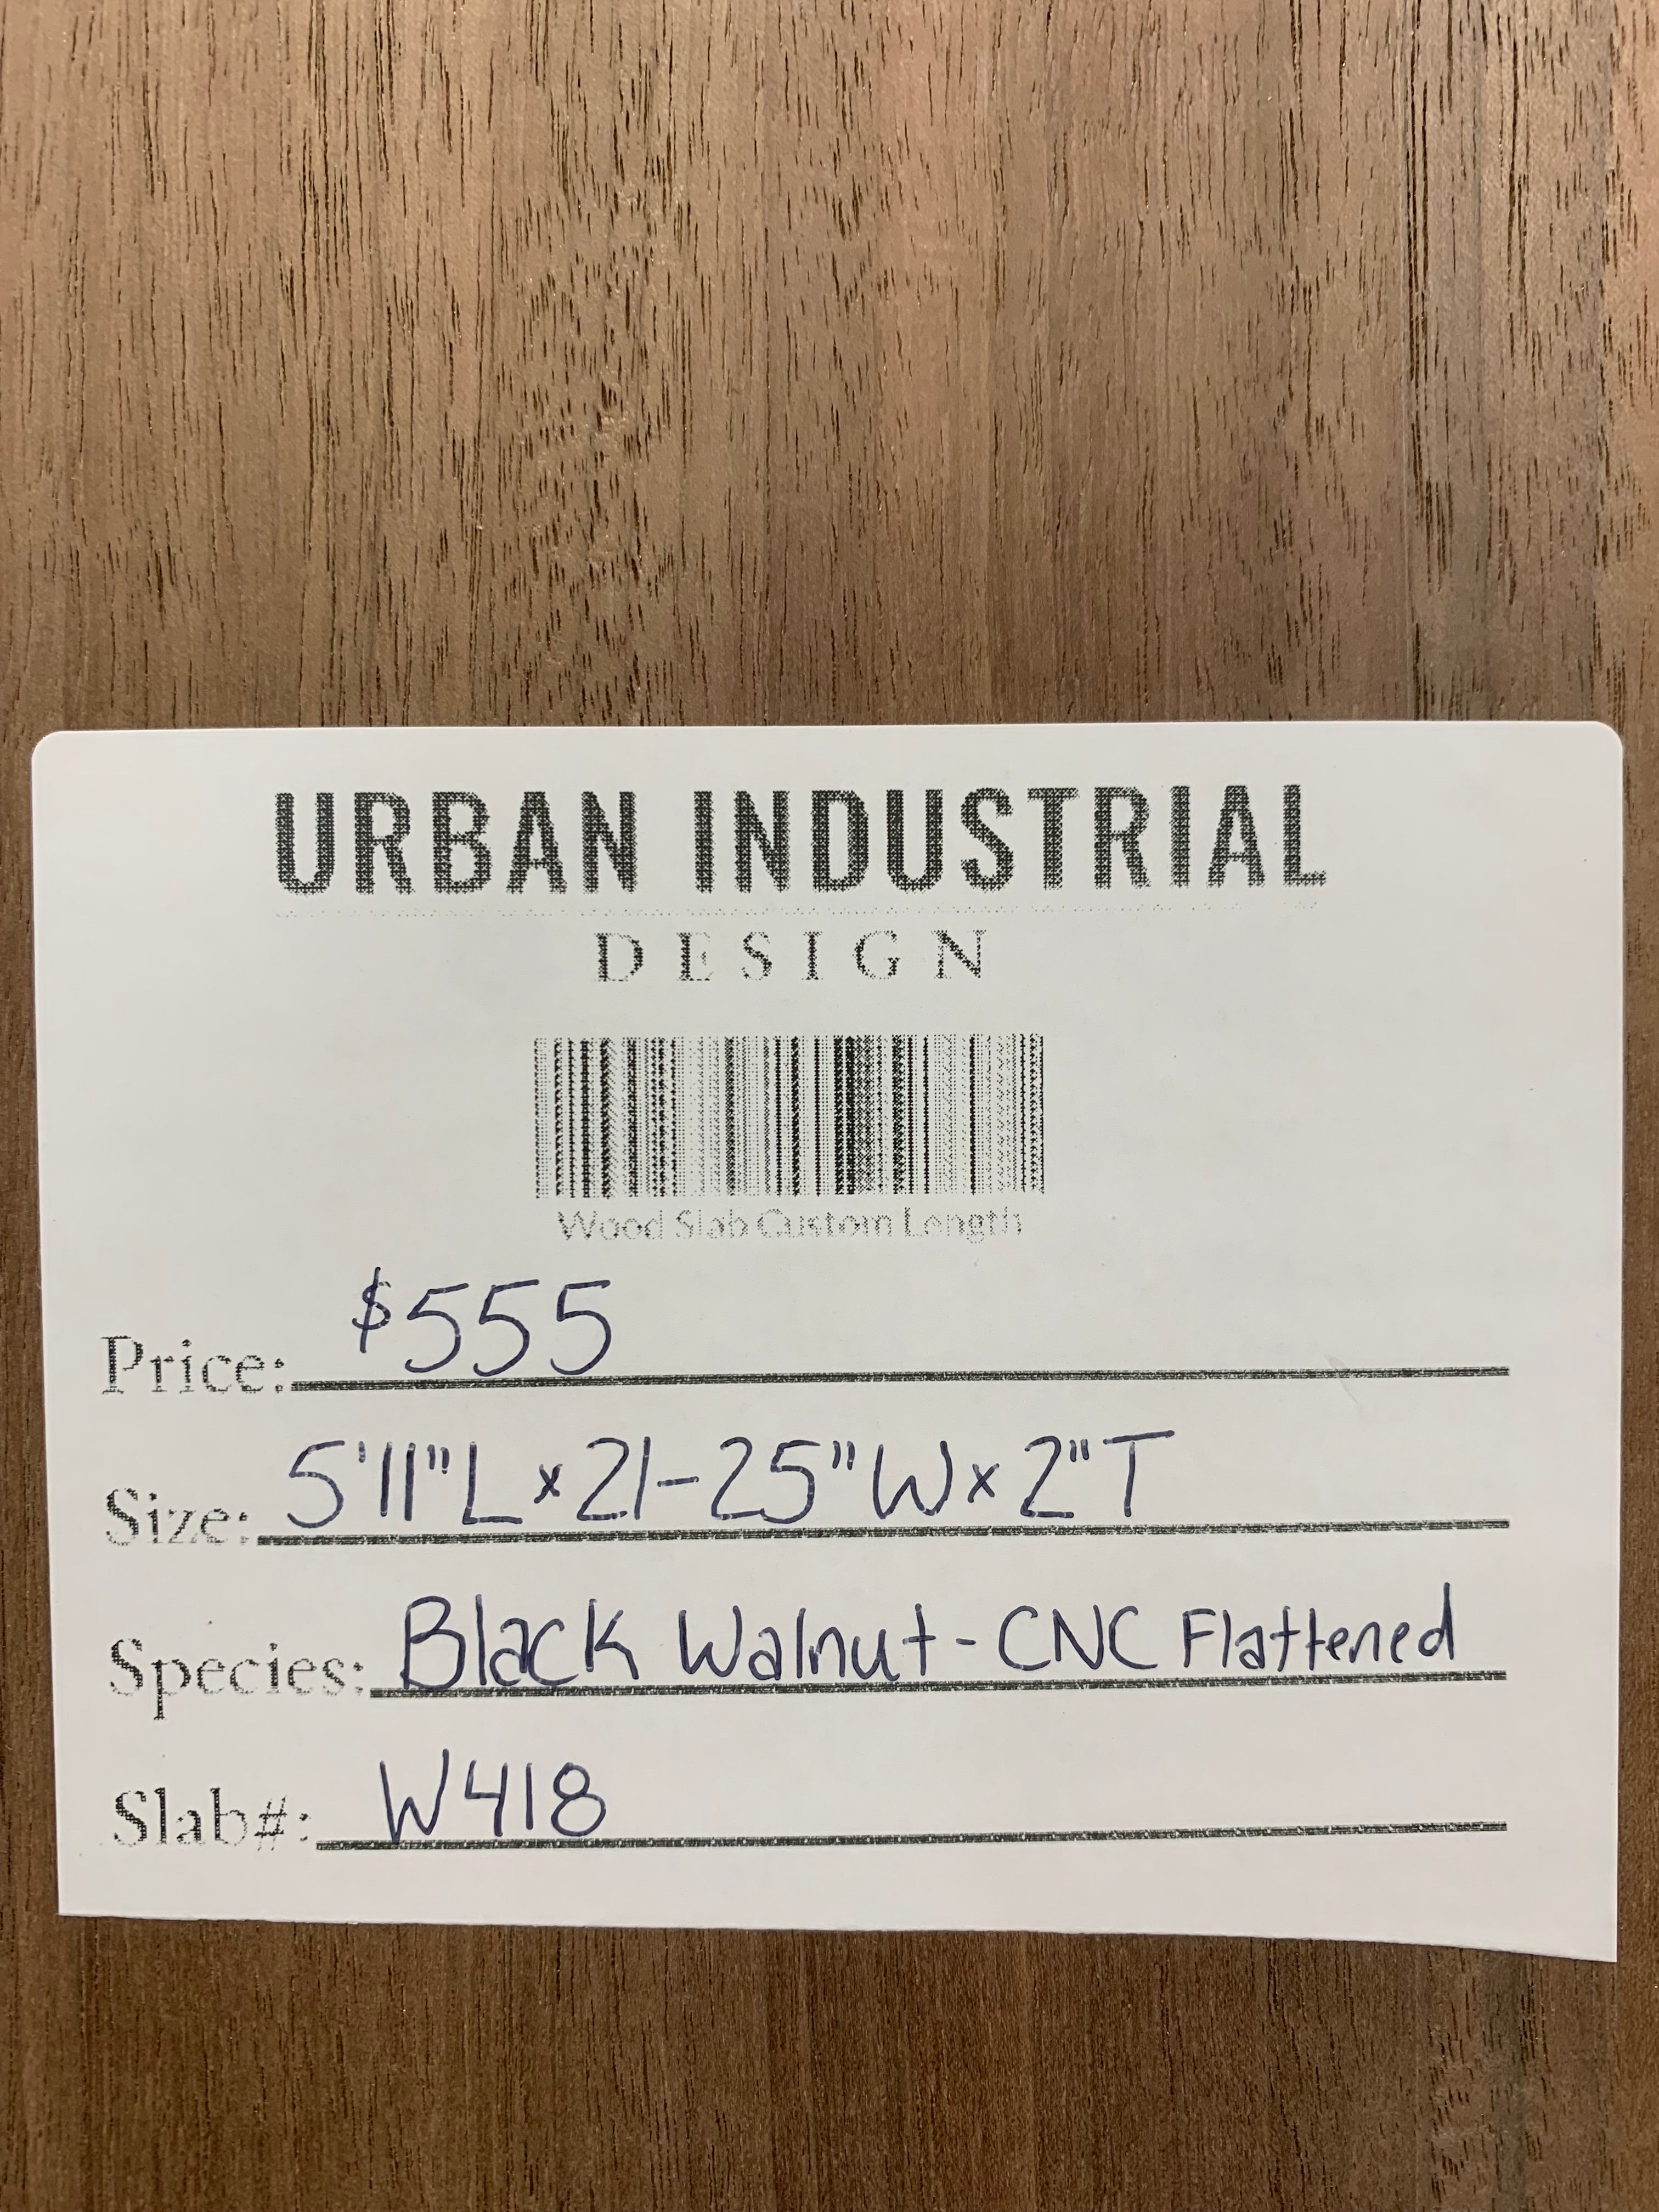 URBAN INDUSTRIAL
DESIGN
Wood Slab Custom Length
Price: $555
Size: 5'11"L x 21-25"W x 2"T
Species: Black Walnut - CNC Flattened
Slab#: W418